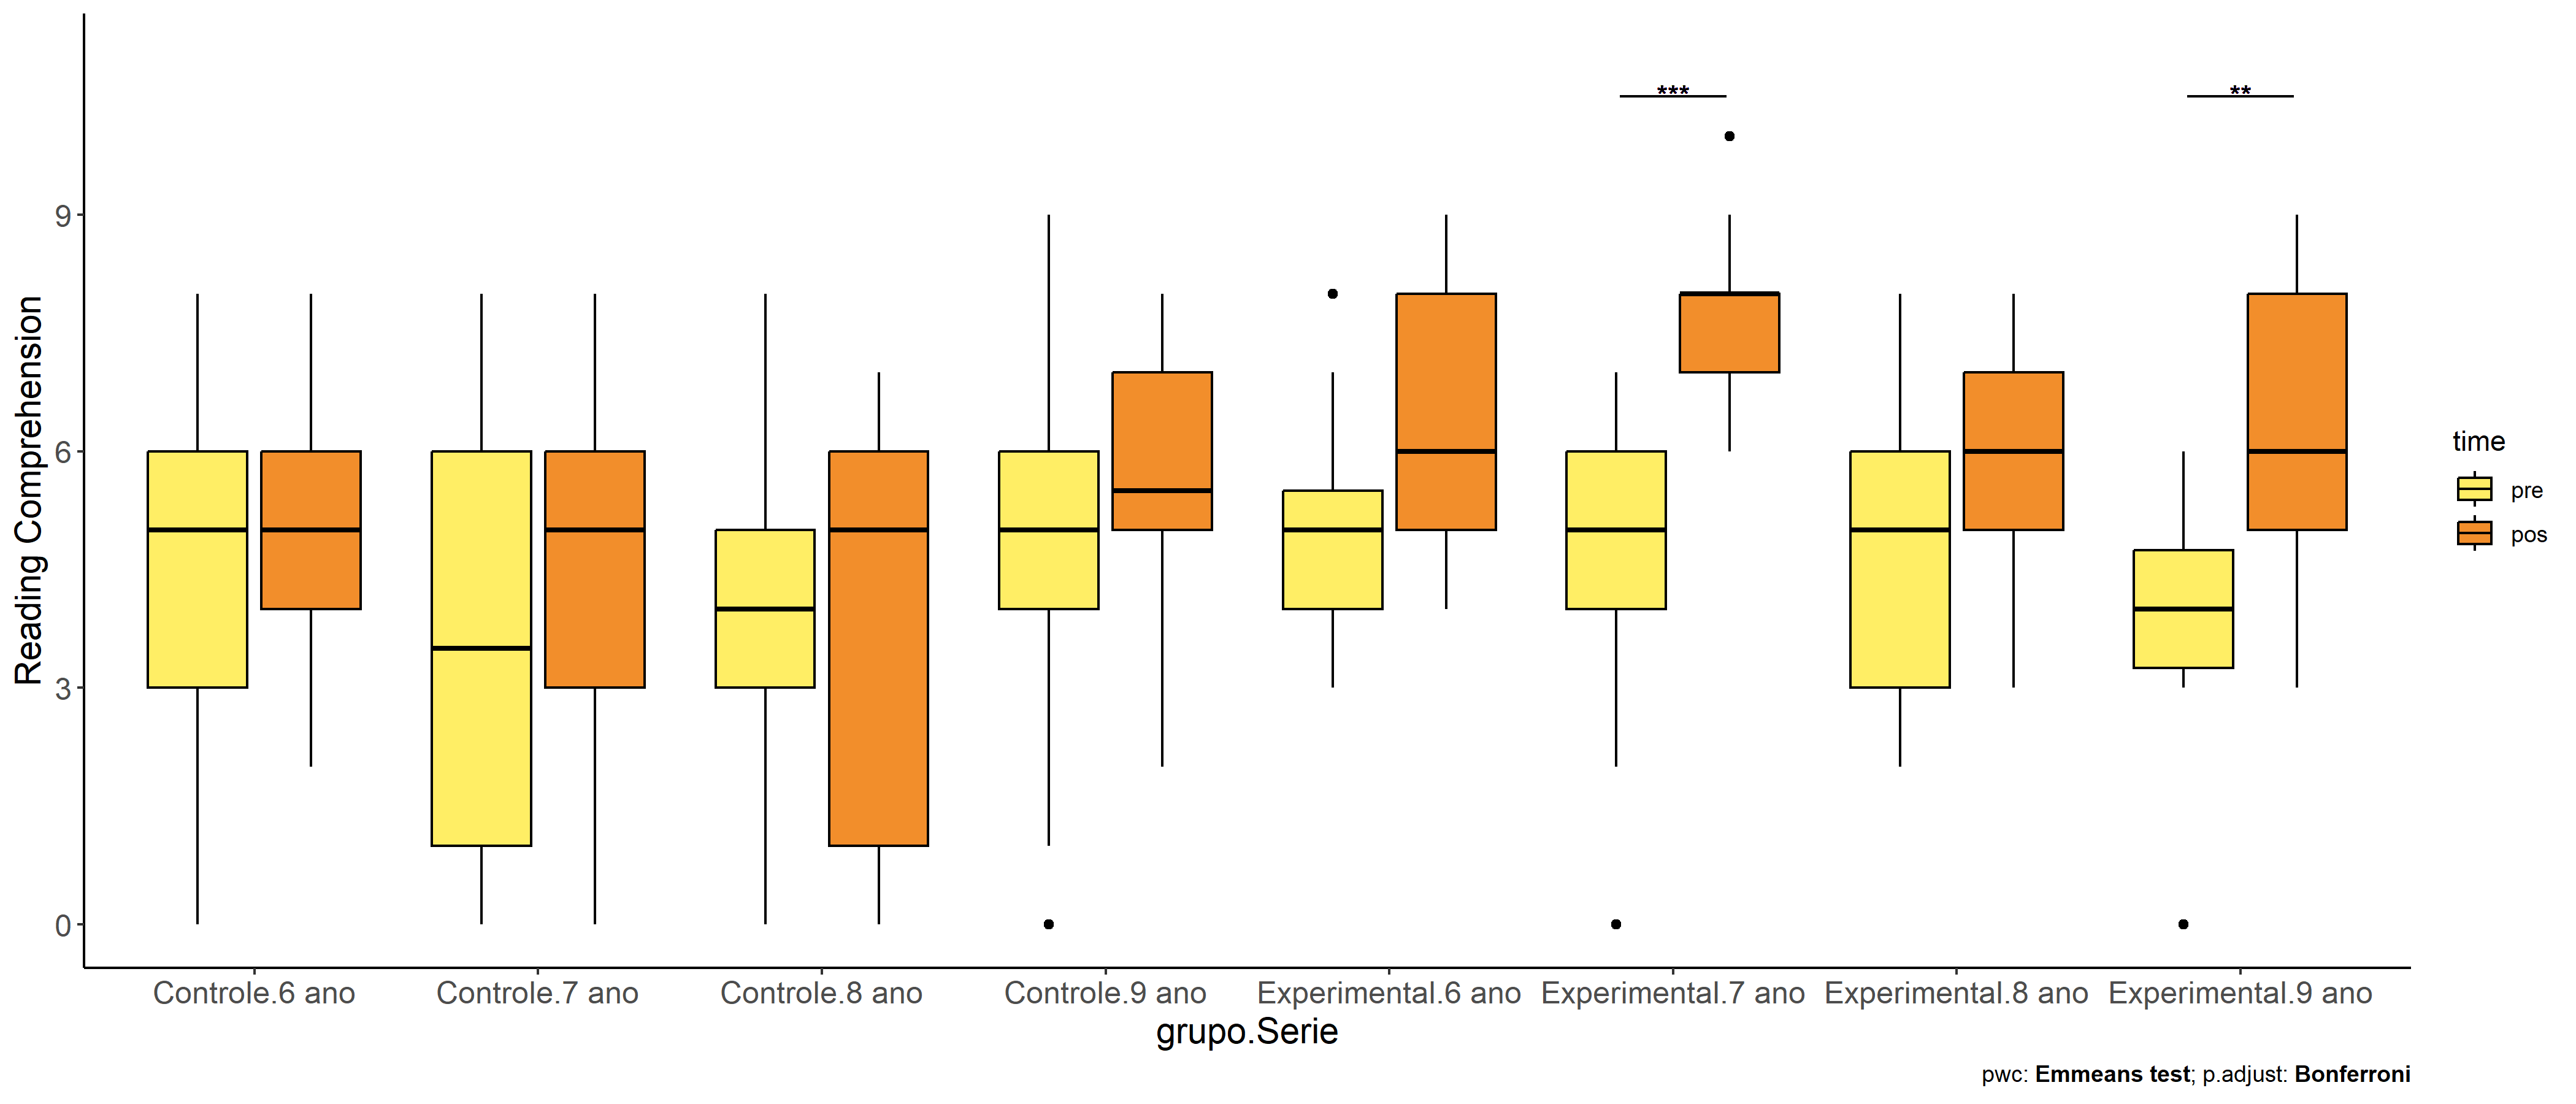 ***
**
Reading Comprehension
9
6
3
0
Controle.6 ano
Controle.7 ano
Controle.8 ano
Controle.9 ano
Experimental.6 ano
Experimental.7 ano
Experimental.8 ano
Experimental.9 ano
grupo.Serie
time
pre
pos
pwc: Emmeans test; p.adjust: Bonferroni